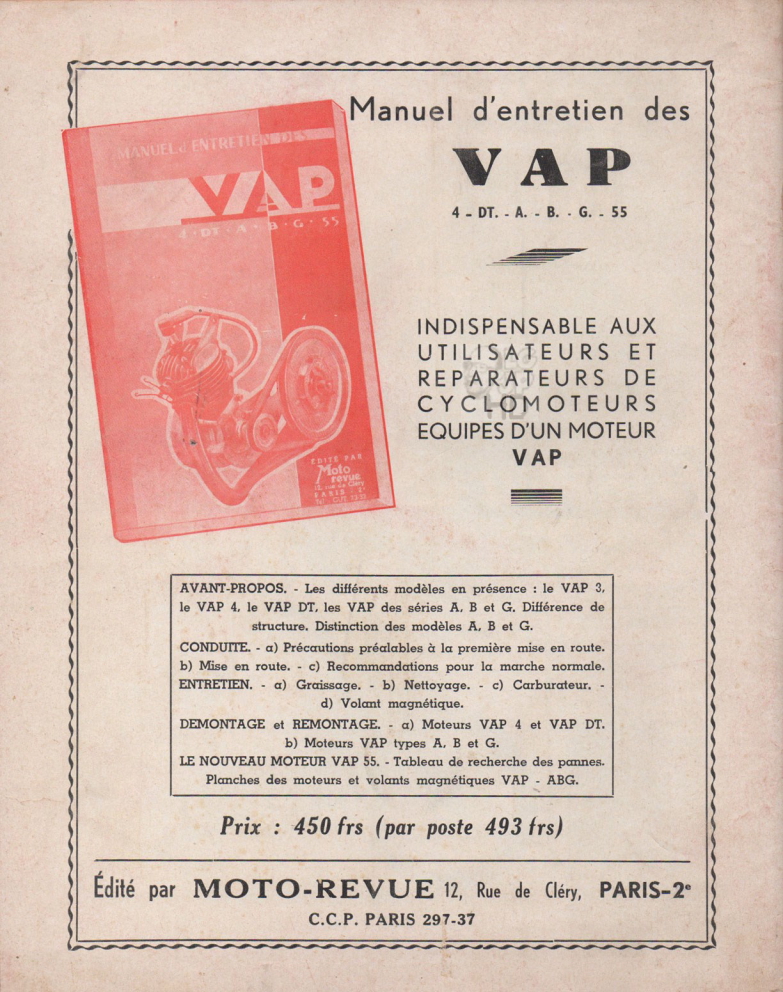 Manuel d'entretien des
VAP
4 - DT. - A. - B. - G. - 55
MANUEL d'ENTRETIEN DES
VAP
4 · DT · A · B · G · 55
EDITÉ PAR
Moto
revue
12, rue de Cléry
PARIS - 2e
INDISPENSABLE AUX
UTILISATEURS ET
REPARATEURS DE
CYCLOMOTEURS
EQUIPES D'UN MOTEUR
VAP
AVANT-PROPOS. - Les différents modèles en présence : le VAP 3,
le VAP 4, le VAP DT, les VAP des séries A, B et G. Différence de
structure. Distinction des modèles A, B et G.
CONDUITE. - a) Précautions préalables à la première mise en route.
b) Mise en route. - c) Recommandations pour la marche normale.
ENTRETIEN. - a) Graissage. - b) Nettoyage. - c) Carburateur. -
d) Volant magnétique.
DEMONTAGE et REMONTAGE. - a) Moteurs VAP 4 et VAP DT.
b) Moteurs VAP types A, B et G.
LE NOUVEAU MOTEUR VAP 55. - Tableau de recherche des pannes.
Planches des moteurs et volants magnétiques VAP - ABG.
Prix : 450 frs (par poste 493 frs)
Édité par MOTO-REVUE 12, Rue de Cléry, PARIS-2e
C.C.P. PARIS 297-37